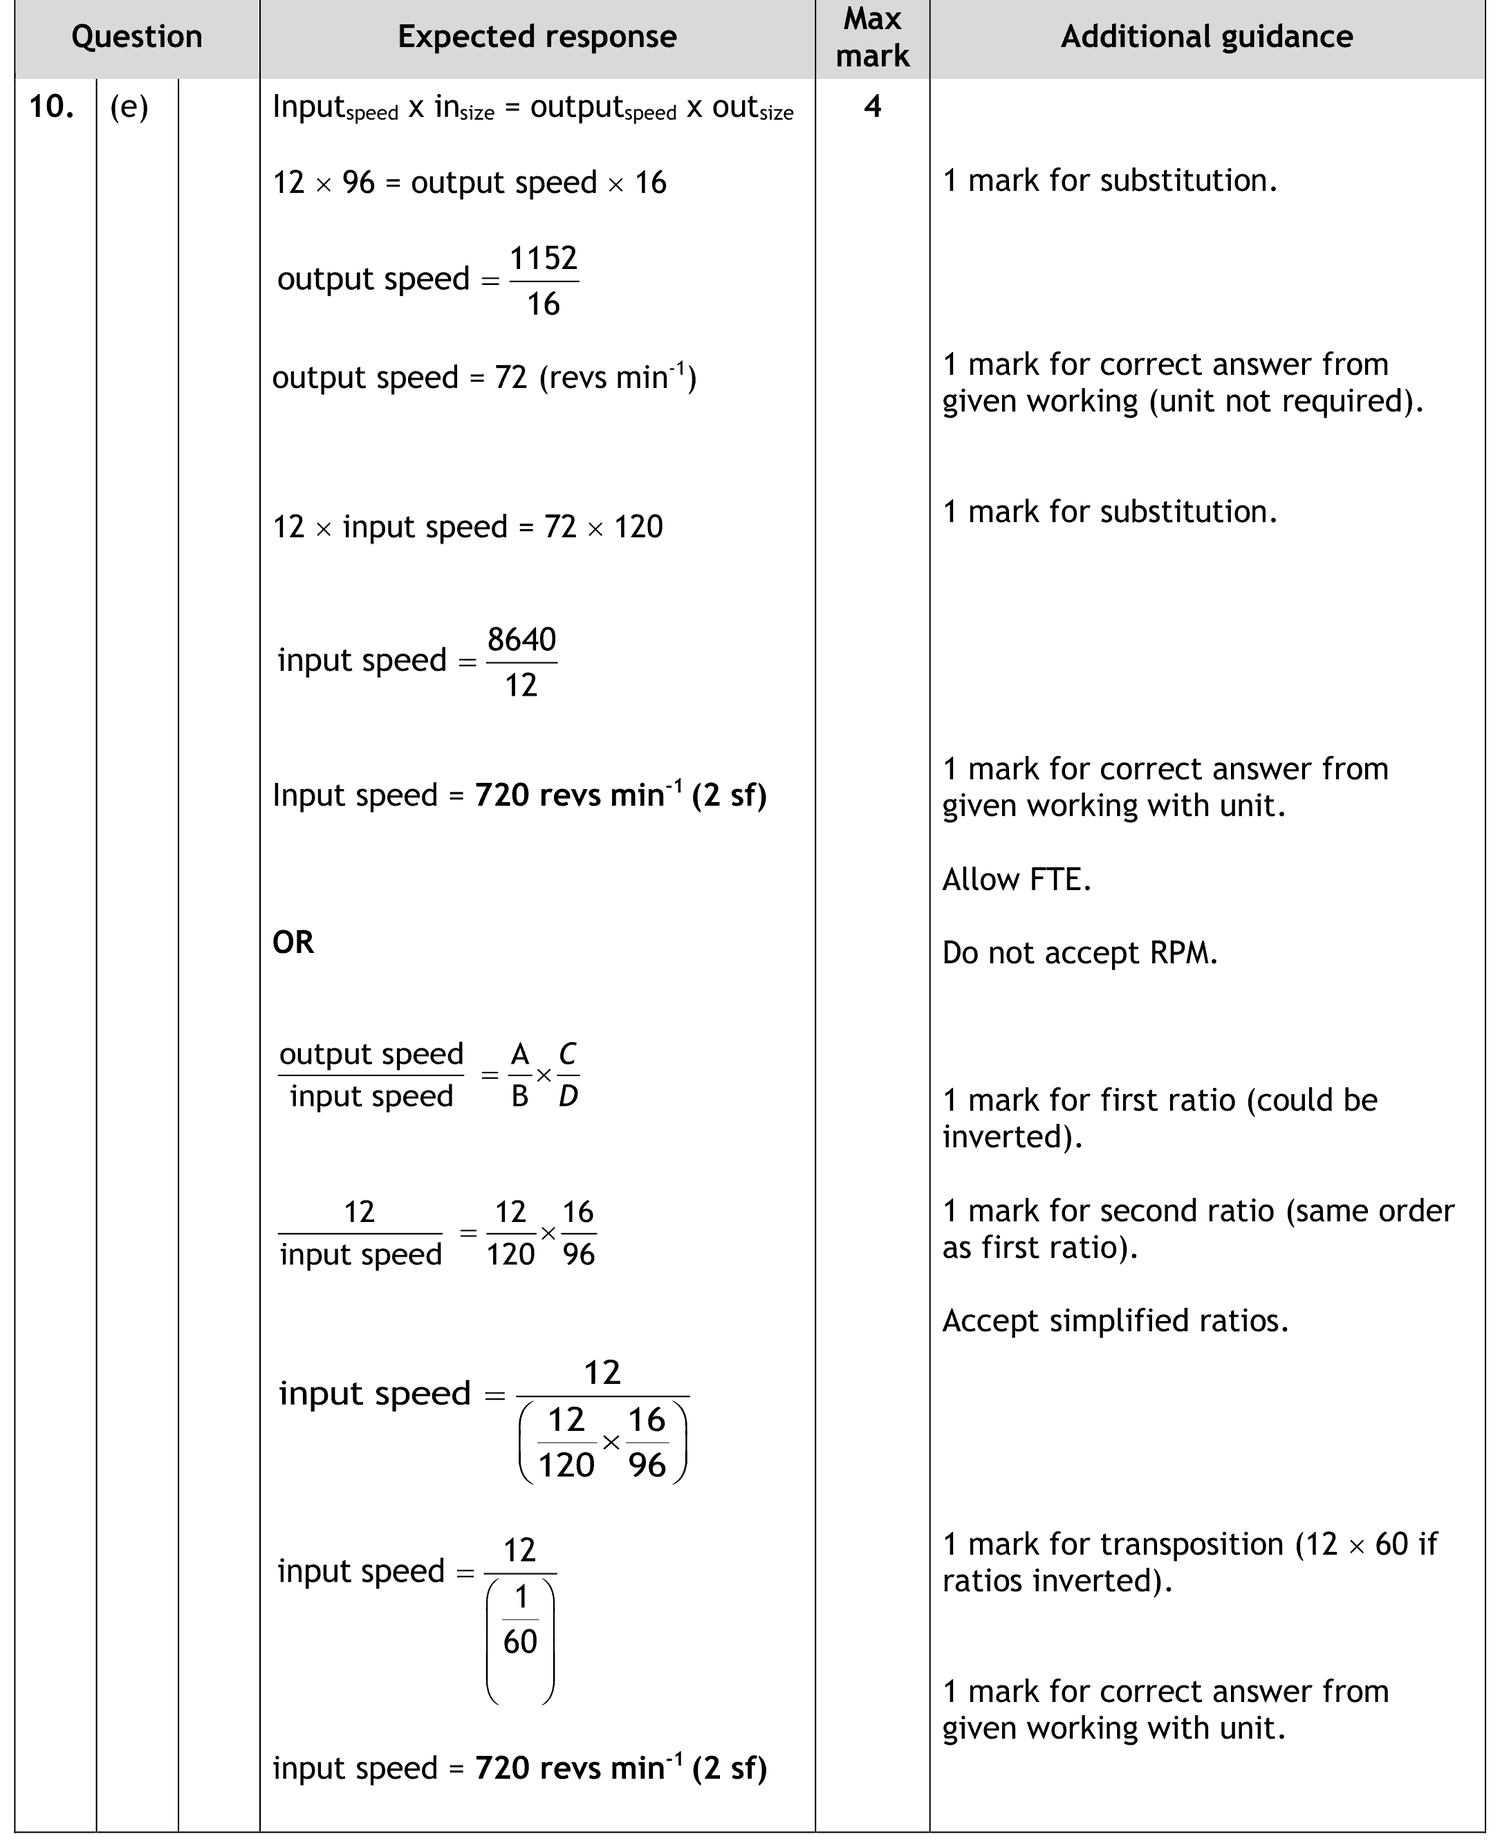 Question Expected response Max mark Additional guidance
10. (e) Input_speed x in_size = output_speed x out_size 4
12 × 96 = output speed × 16 1 mark for substitution.
output speed = 1152/16
output speed = 72 (revs min⁻¹) 1 mark for correct answer from
given working (unit not required).
12 × input speed = 72 × 120 1 mark for substitution.
input speed = 8640/12
Input speed = 720 revs min⁻¹ (2 sf) 1 mark for correct answer from
given working with unit.
Allow FTE.
OR Do not accept RPM.
output speed/input speed = A/B × C/D
1 mark for first ratio (could be
inverted).
12/input speed = 12/120 × 16/96 1 mark for second ratio (same order
as first ratio).
Accept simplified ratios.
input speed = 12/(12/120 × 16/96)
input speed = 12/(1/60) 1 mark for transposition (12 × 60 if
ratios inverted).
1 mark for correct answer from
given working with unit.
input speed = 720 revs min⁻¹ (2 sf)